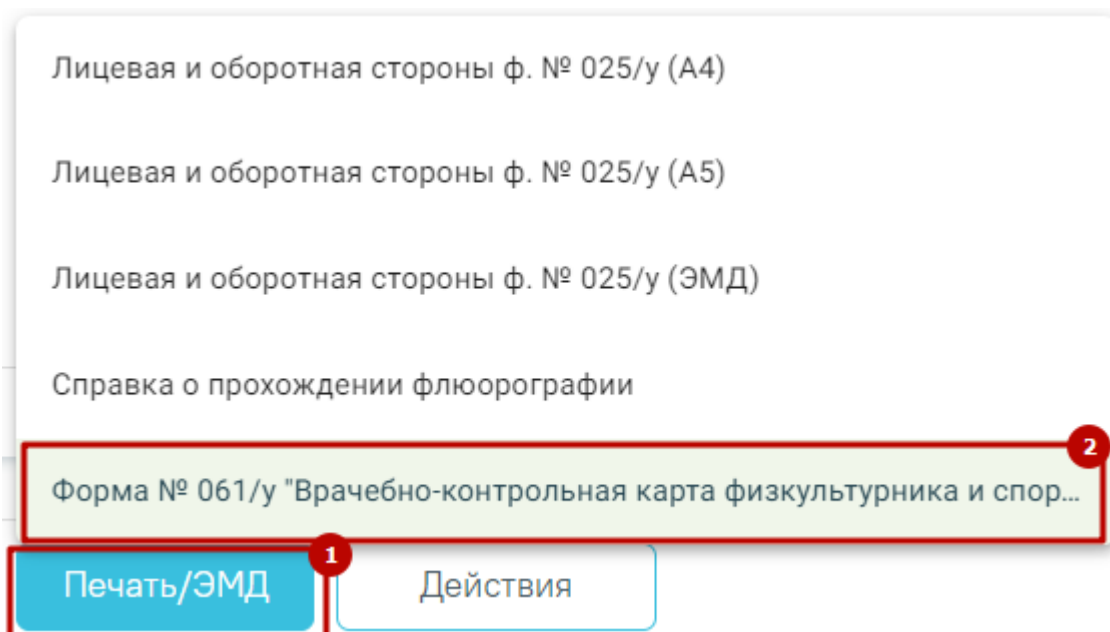 Лицевая и оборотная стороны ф. № 025/у (А4)
Лицевая и оборотная стороны ф. № 025/у (А5)
Лицевая и оборотная стороны ф. № 025/у (ЭМД)
Справка о прохождении флюорографии
2
Форма № 061/у "Врачебно-контрольная карта физкультурника и спор...
1
Печать/ЭМД Действия